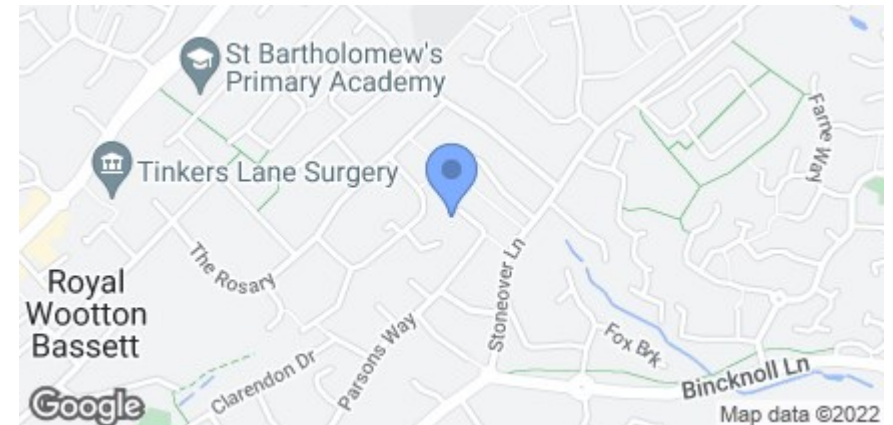 St Bartholomew's
Primary Academy
Tinkers Lane Surgery
Farne Way
The Rosary
Stoneover Ln
Royal
Wootton
Bassett
Parsons Way
Fox Brk
Clarendon Dr
Bincknoll Ln
Google
Map data ©2022